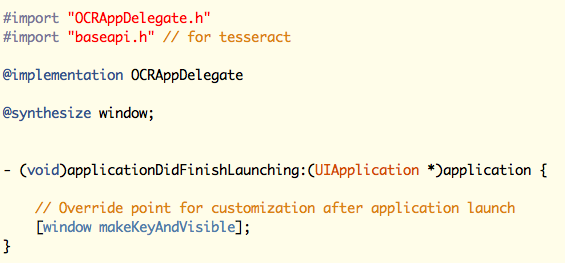 #import "OCRAppDelegate.h"
#import "baseapi.h" // for tesseract
@implementation OCRAppDelegate
@synthesize window;
- (void)applicationDidFinishLaunching:(UIApplication *)application {
// Override point for customization after application launch
[window makeKeyAndVisible];
}